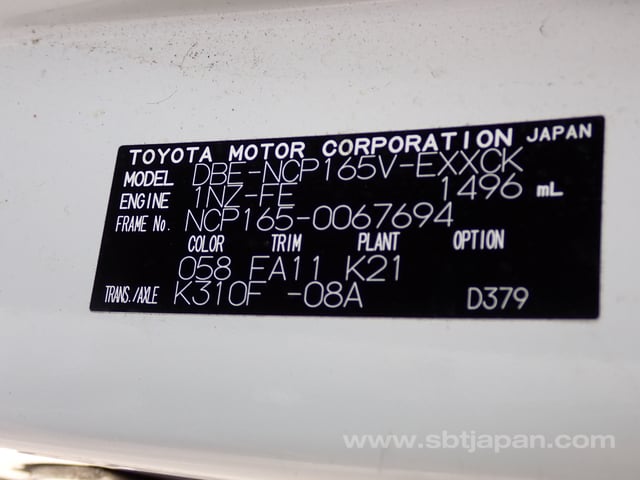 TOYOTA MOTOR CORPORATION JAPAN
MODEL DBE-NCP165V-EXXCK
ENGINE 1NZ-FE 1496 mL
FRAME No. NCP165-0067694
COLOR TRIM PLANT OPTION
058 FA11 K21
TRANS./AXLE K310F -08A D379
www.sbtjapan.com